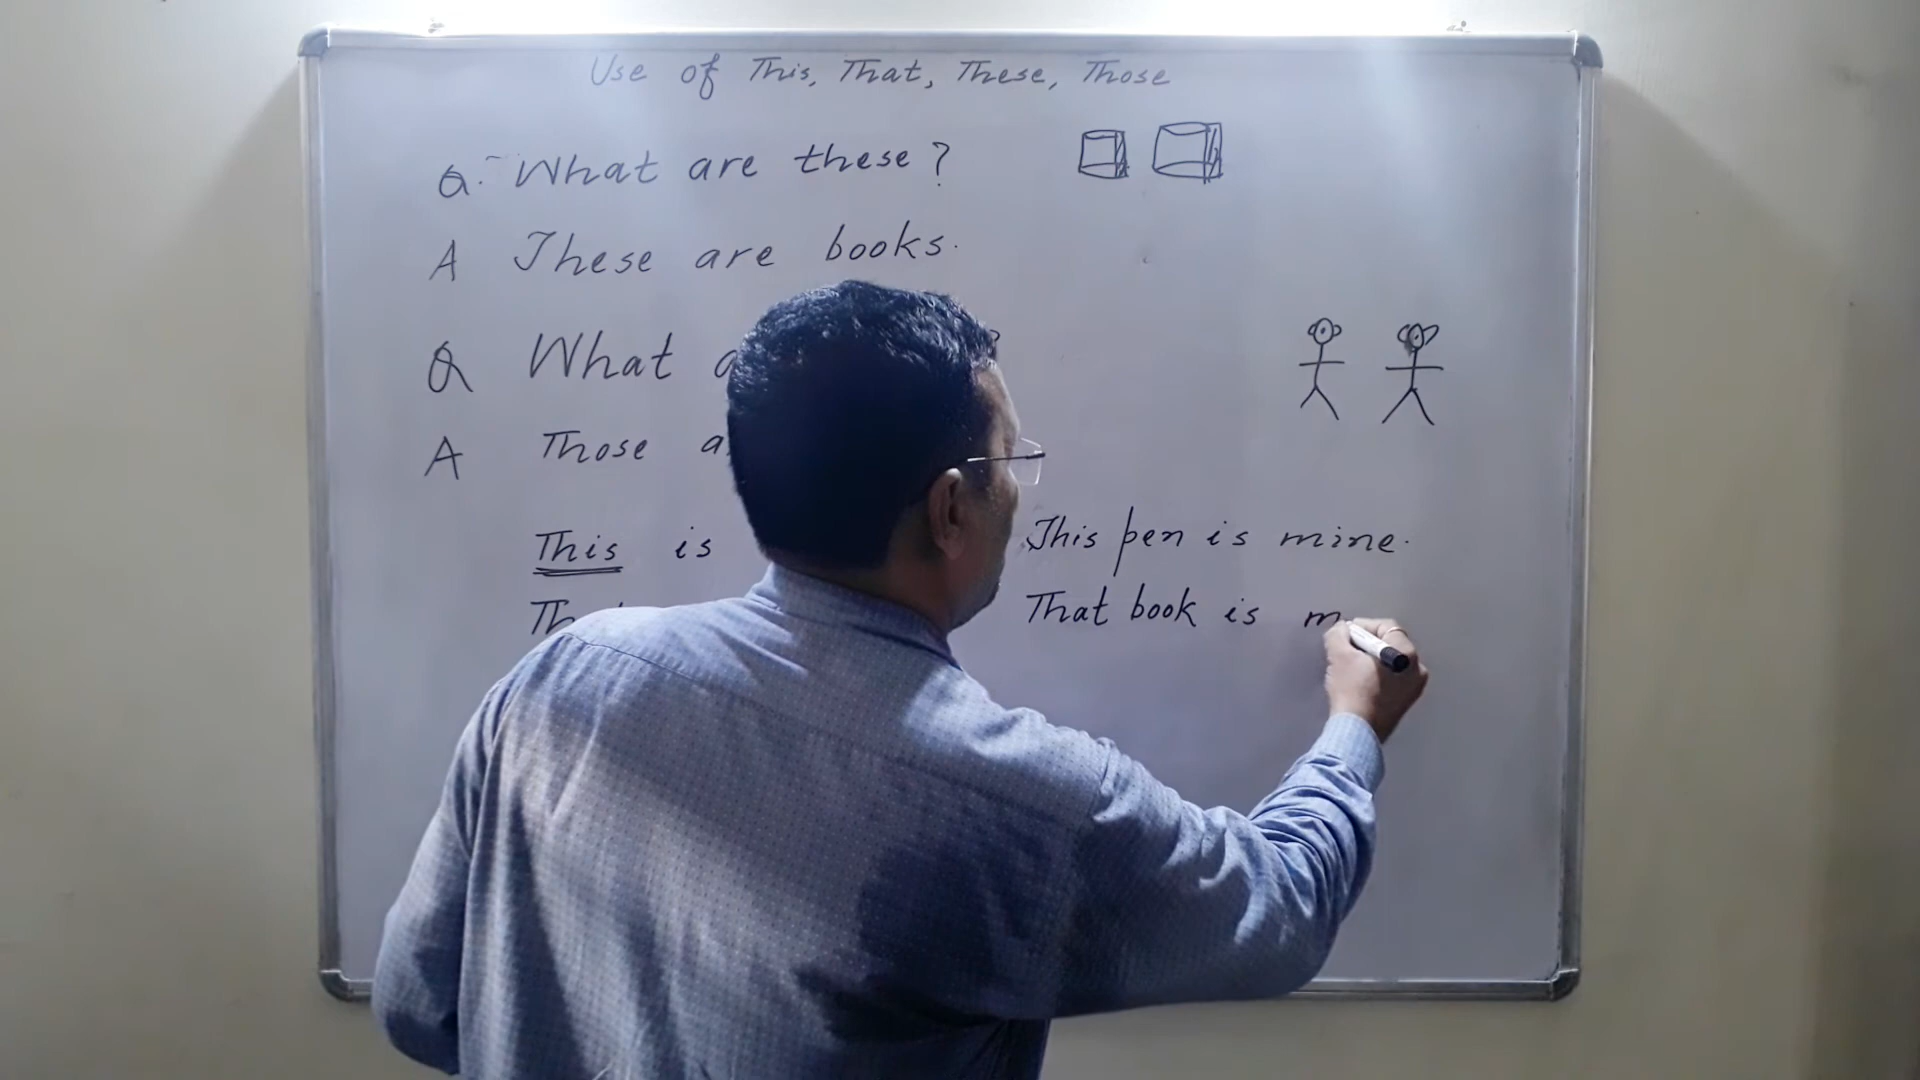 Use of This, That, These, Those
Q. What are these?
A These are books.
Q What
A Those
This is
This pen is mine.
That book is